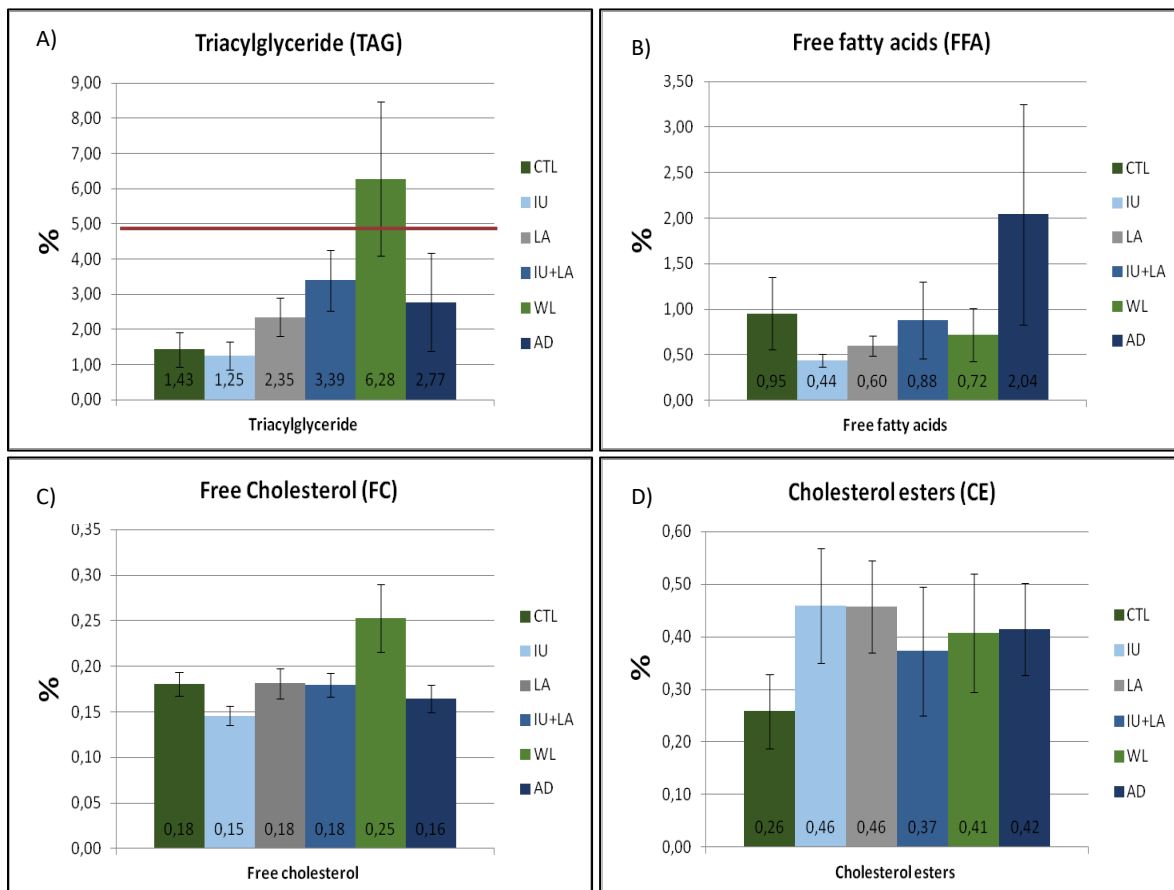 A)
Triacylglyceride (TAG)
9,00
8,00
7,00
6,00
5,00
4,00
3,00
2,00
1,00
0,00
%
1,43 1,25 2,35 3,39 6,28 2,77
Triacylglyceride
CTL
IU
LA
IU+LA
WL
AD
B)
Free fatty acids (FFA)
3,50
3,00
2,50
2,00
1,50
1,00
0,50
0,00
%
0,95 0,44 0,60 0,88 0,72 2,04
Free fatty acids
CTL
IU
LA
IU+LA
WL
AD
C)
Free Cholesterol (FC)
0,35
0,30
0,25
0,20
0,15
0,10
0,05
0,00
%
0,18 0,15 0,18 0,18 0,25 0,16
Free cholesterol
CTL
IU
LA
IU+LA
WL
AD
D)
Cholesterol esters (CE)
0,60
0,50
0,40
0,30
0,20
0,10
0,00
%
0,26 0,46 0,46 0,37 0,41 0,42
Cholesterol esters
CTL
IU
LA
IU+LA
WL
AD